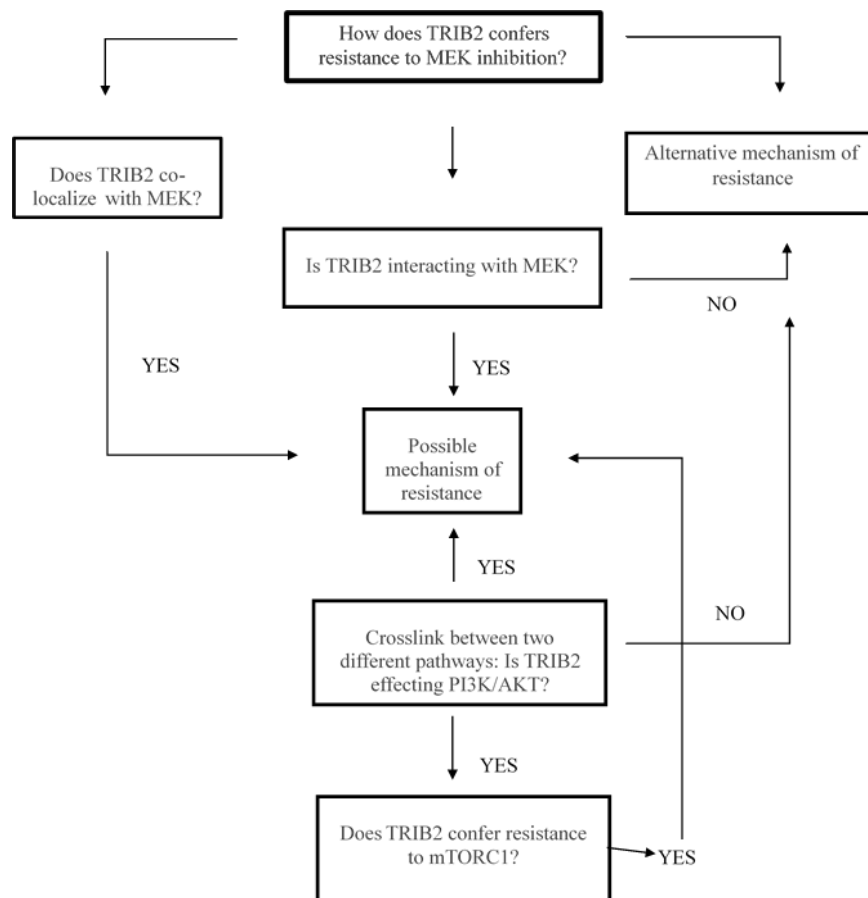 How does TRIB2 confers
resistance to MEK inhibition?
Does TRIB2 co-
localize with MEK?
Alternative mechanism of
resistance
Is TRIB2 interacting with MEK?
NO
YES
YES
Possible
mechanism of
resistance
YES
NO
Crosslink between two
different pathways: Is TRIB2
effecting PI3K/AKT?
YES
Does TRIB2 confer resistance
to mTORC1?
YES